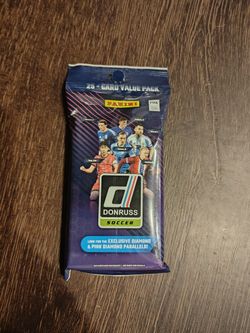 25 - CARD VALUE PACK
PANINI
DONRUSS
SOCCER
LOOK FOR THE EXCLUSIVE DIAMOND
& PINK DIAMOND PARALLELS!